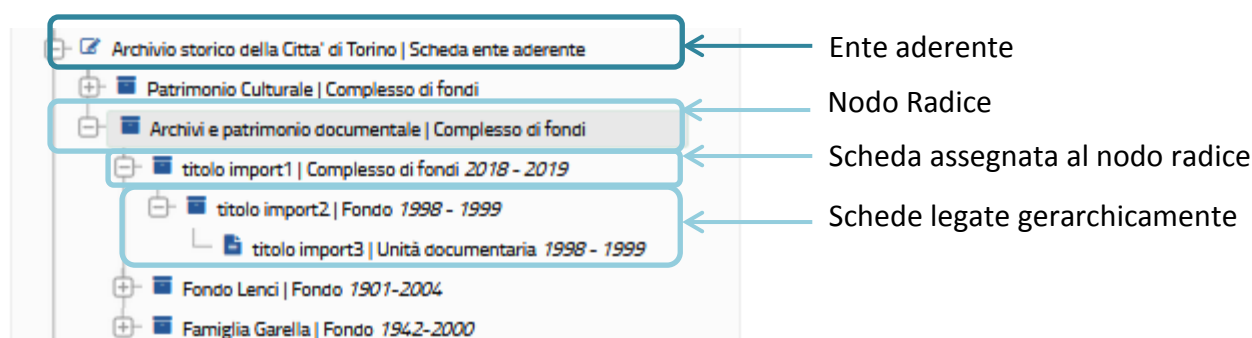 Archivio storico della Citta' di Torino | Scheda ente aderente
Ente aderente
Patrimonio Culturale | Complesso di fondi
Nodo Radice
Archivi e patrimonio documentale | Complesso di fondi
Scheda assegnata al nodo radice
titolo import1 | Complesso di fondi 2018 - 2019
titolo import2 | Fondo 1998 - 1999
Schede legate gerarchicamente
titolo import3 | Unità documentaria 1998 - 1999
Fondo Lenci | Fondo 1901-2004
Famiglia Garella | Fondo 1942-2000